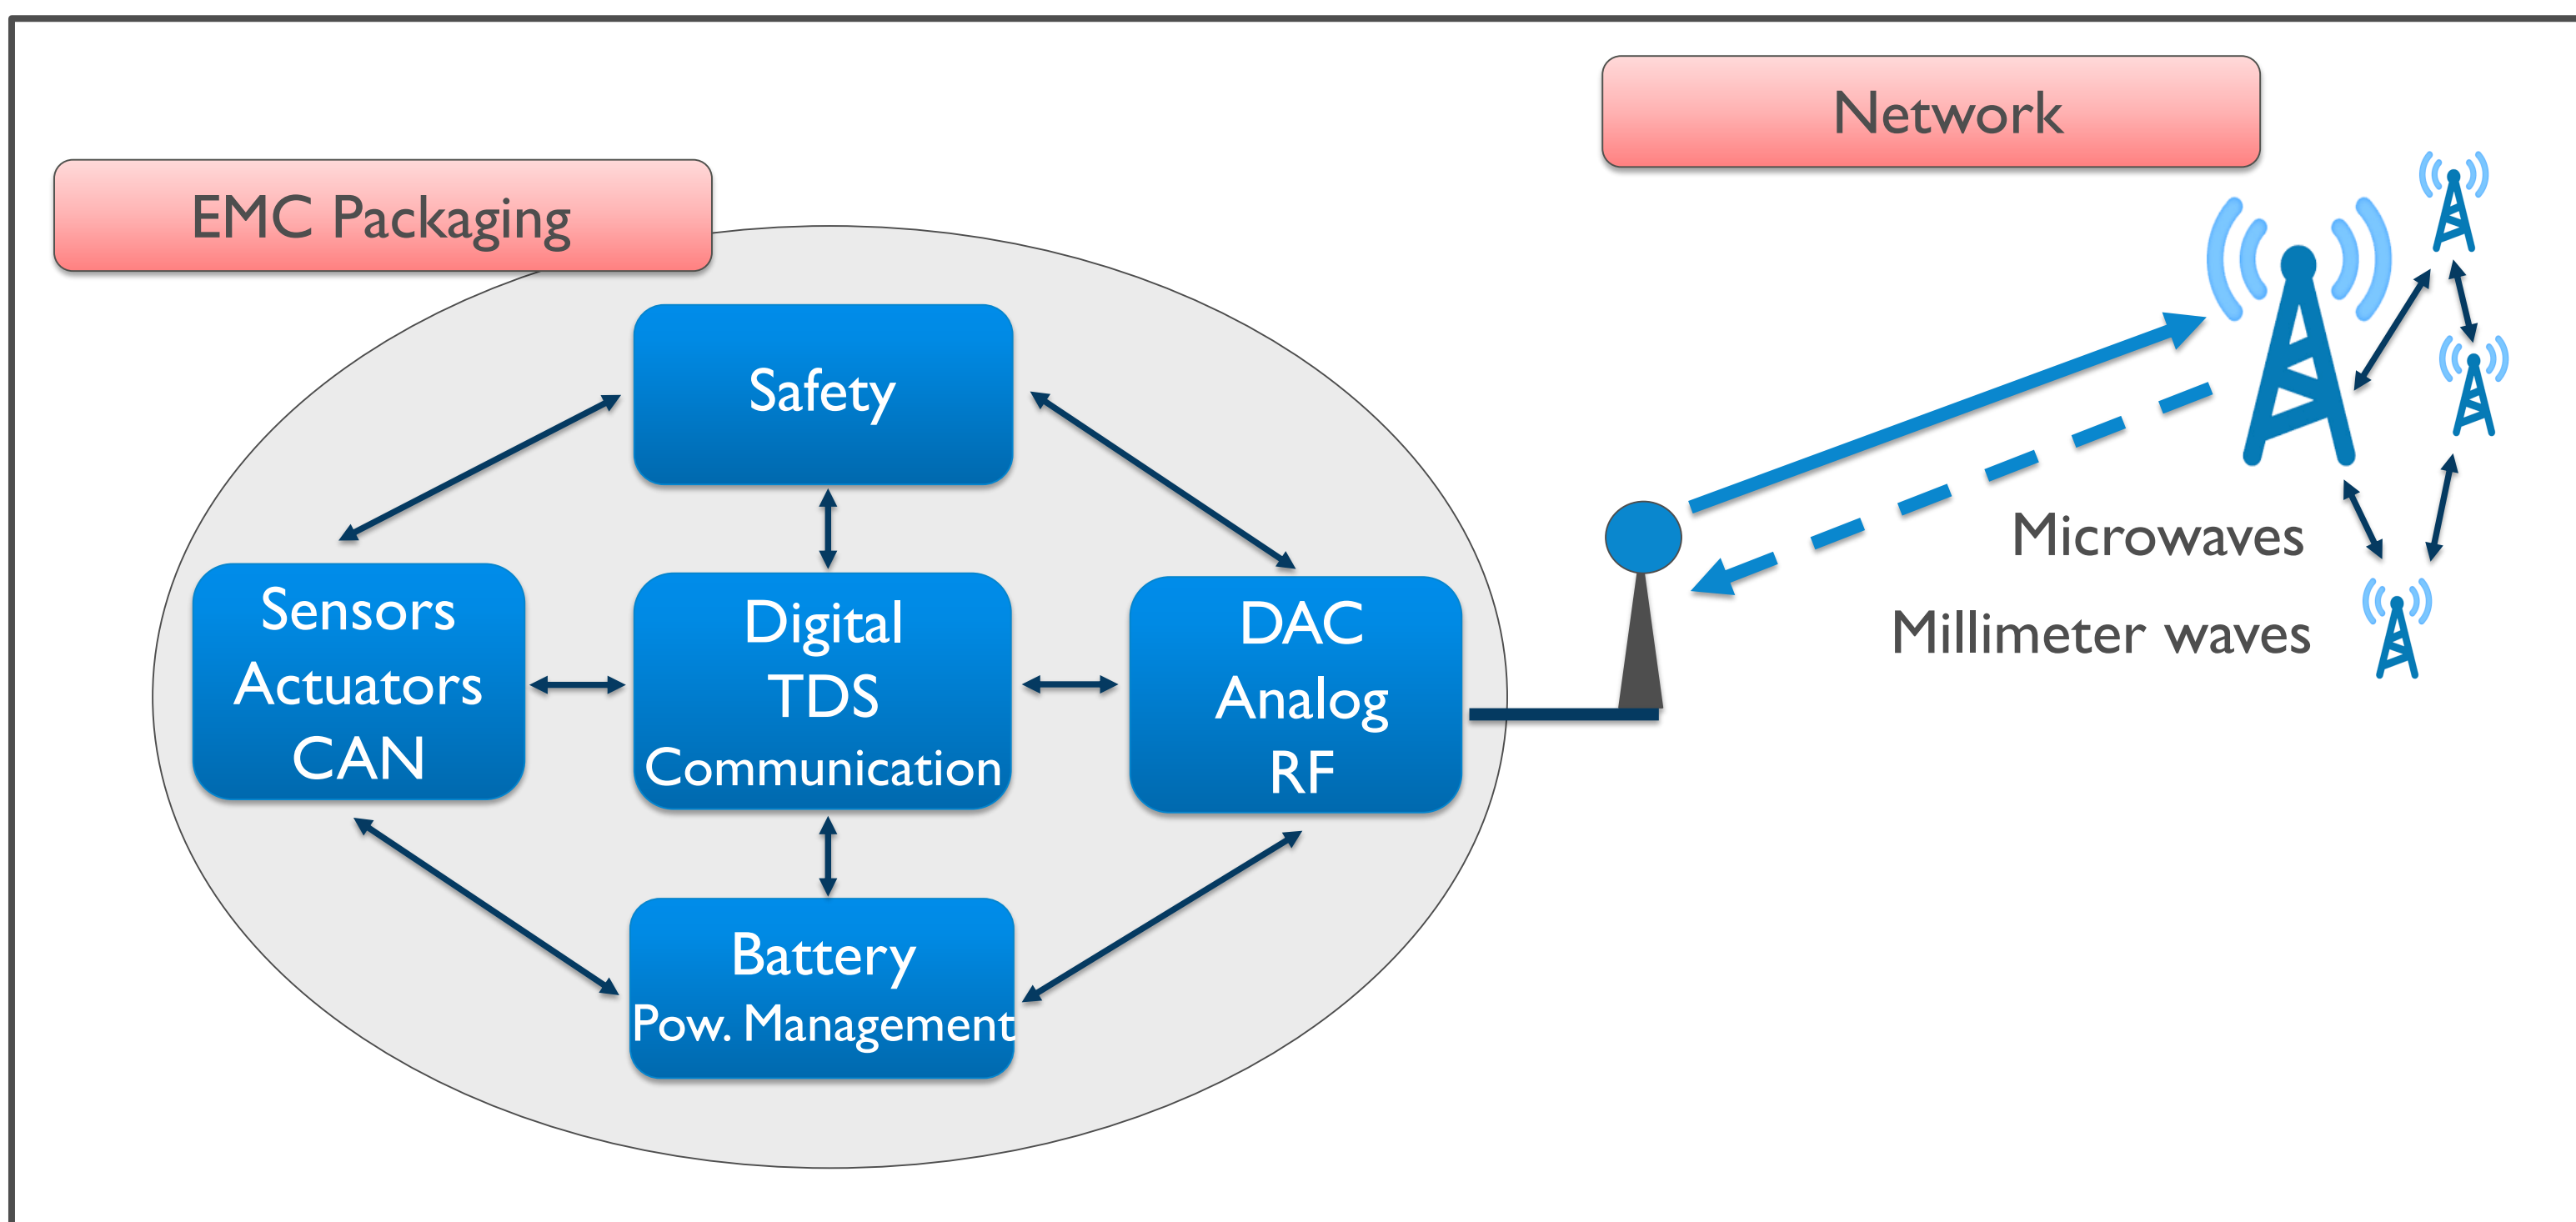 Network
EMC Packaging
Safety
Sensors
Actuators
CAN
Digital
TDS
Communication
DAC
Analog
RF
Battery
Pow. Management
Microwaves
Millimeter waves